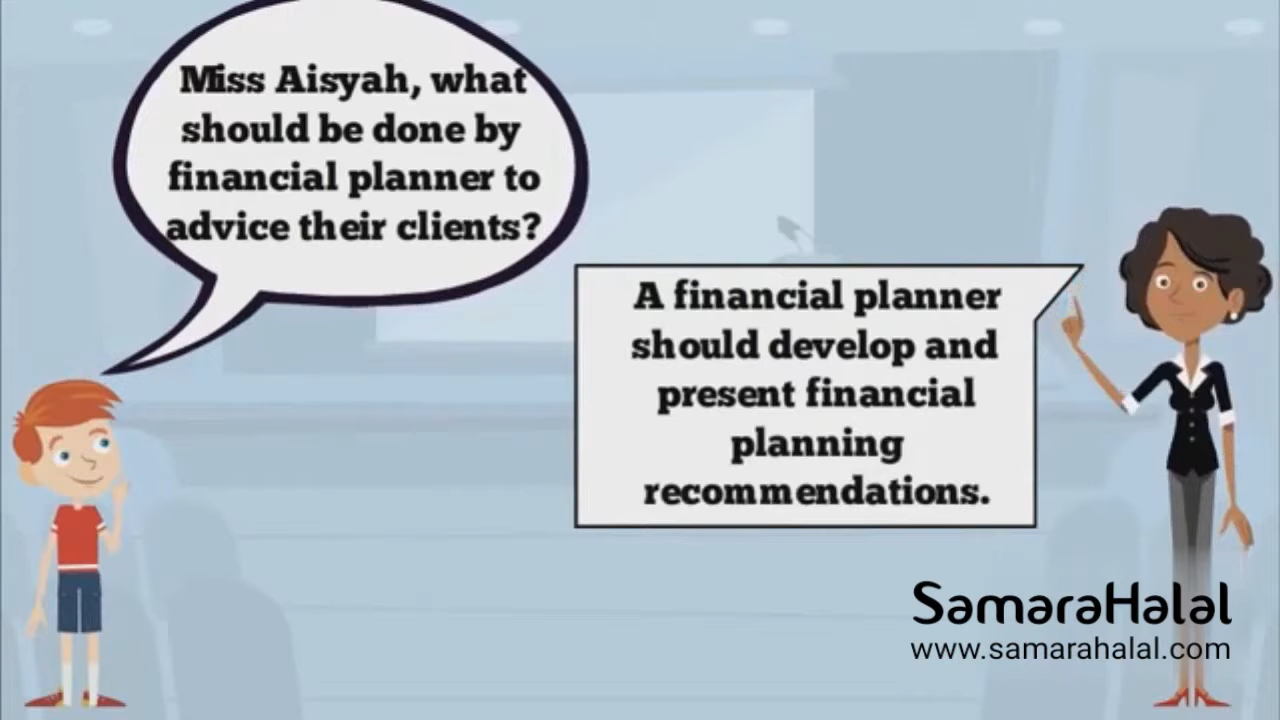 Miss Aisyah, what
should be done by
financial planner to
advice their clients?
A financial planner
should develop and
present financial
planning
recommendations.
SamaraHalal
www.samarahalal.com